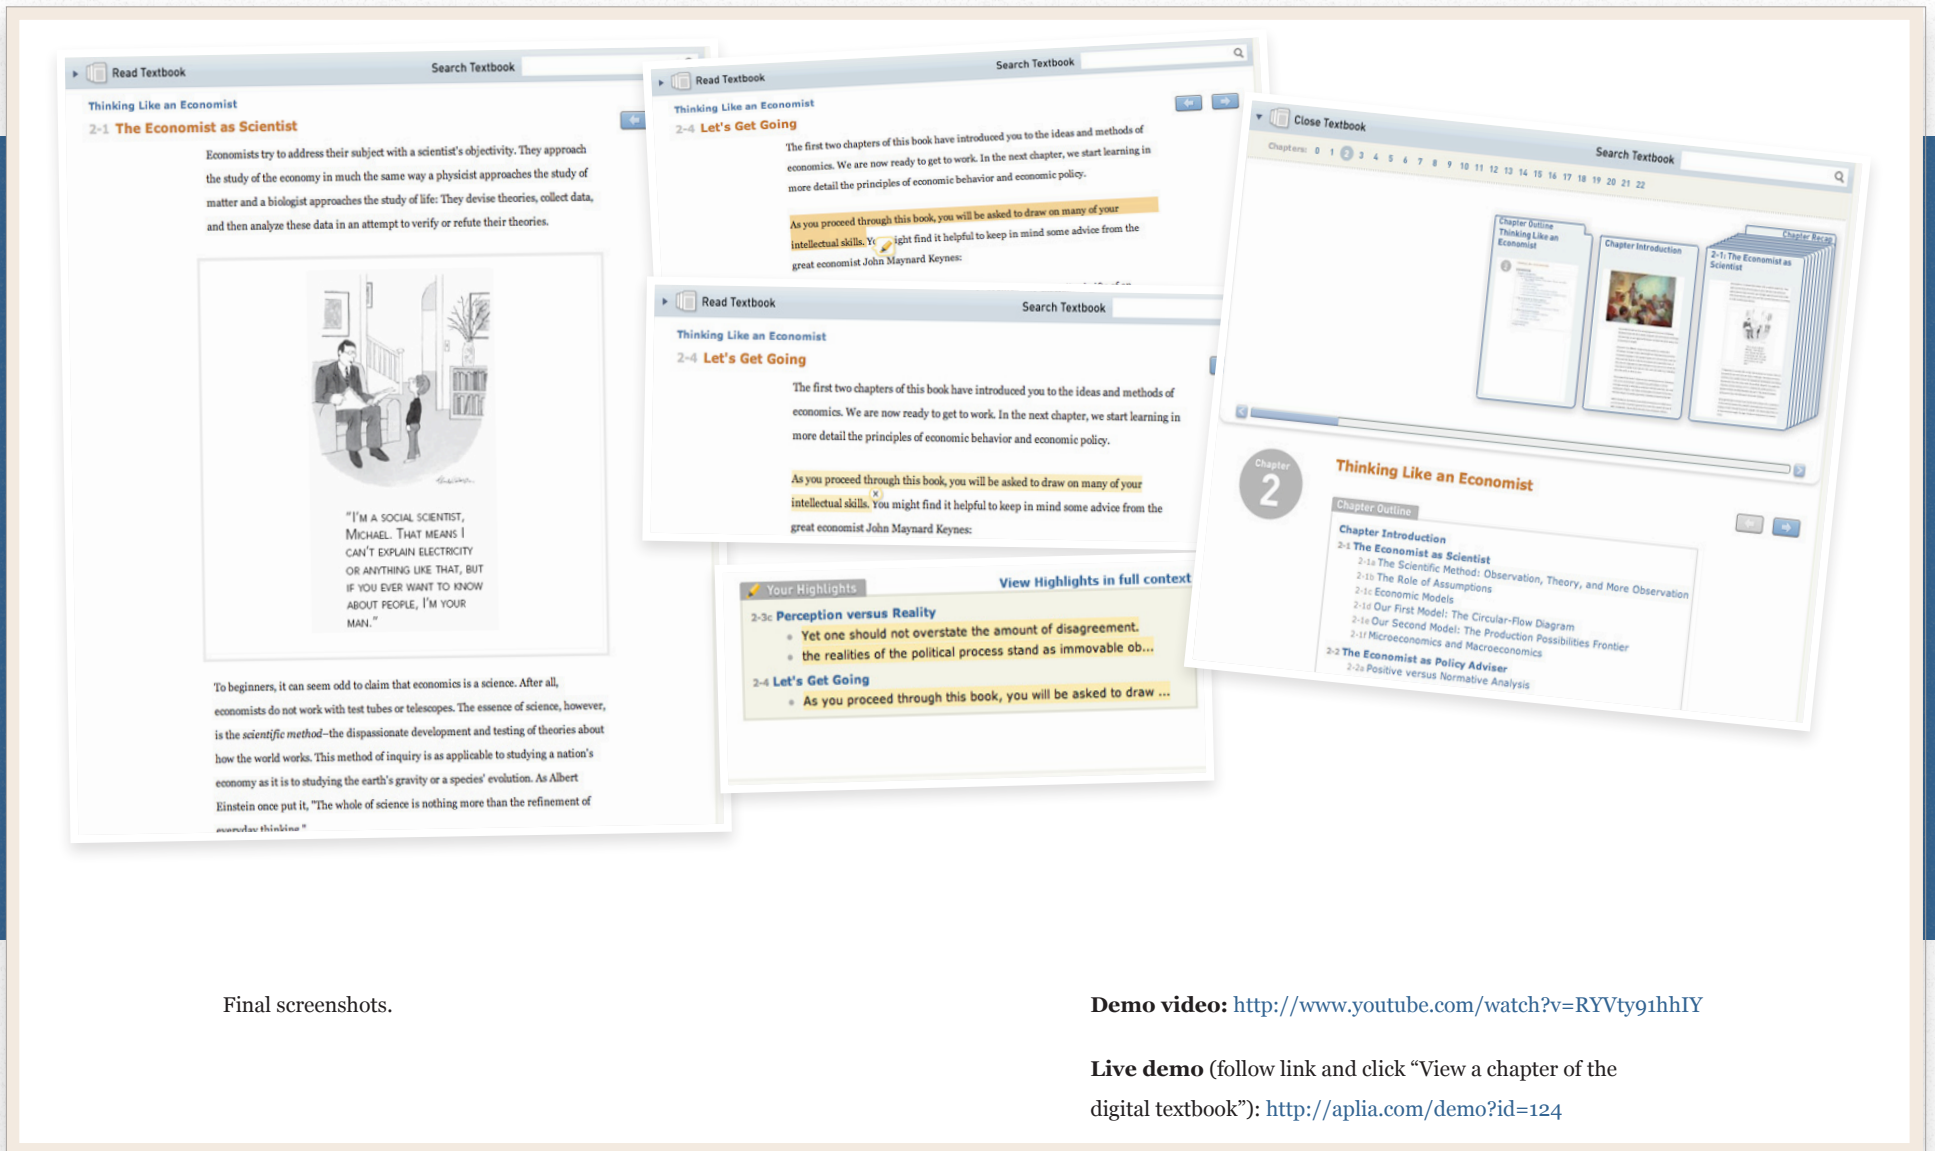 Read Textbook
Search Textbook
Thinking Like an Economist
2-1 The Economist as Scientist
Economists try to address their subject with a scientist's objectivity. They approach
the study of the economy in much the same way a physicist approaches the study of
matter and a biologist approaches the study of life: They devise theories, collect data,
and then analyze these data in an attempt to verify or refute their theories.
"I'M A SOCIAL SCIENTIST,
MICHAEL. THAT MEANS I
CAN'T EXPLAIN ELECTRICITY
OR ANYTHING LIKE THAT, BUT
IF YOU EVER WANT TO KNOW
ABOUT PEOPLE, I'M YOUR
MAN."
To beginners, it can seem odd to claim that economics is a science. After all,
economists do not work with test tubes or telescopes. The essence of science, however,
is the scientific method–the dispassionate development and testing of theories about
how the world works. This method of inquiry is as applicable to studying a nation's
economy as it is to studying the earth's gravity or a species' evolution. As Albert
Einstein once put it, "The whole of science is nothing more than the refinement of
everyday thinking."
Read Textbook
Search Textbook
Thinking Like an Economist
2-4 Let's Get Going
The first two chapters of this book have introduced you to the ideas and methods of
economics. We are now ready to get to work. In the next chapter, we start learning in
more detail the principles of economic behavior and economic policy.
As you proceed through this book, you will be asked to draw on many of your
intellectual skills. ight find it helpful to keep in mind some advice from the
great economist John Maynard Keynes:
Read Textbook
Search Textbook
Thinking Like an Economist
2-4 Let's Get Going
The first two chapters of this book have introduced you to the ideas and methods of
economics. We are now ready to get to work. In the next chapter, we start learning in
more detail the principles of economic behavior and economic policy.
As you proceed through this book, you will be asked to draw on many of your
intellectual skills. You might find it helpful to keep in mind some advice from the
great economist John Maynard Keynes:
Your Highlights
View Highlights in full context
2-3c Perception versus Reality
Yet one should not overstate the amount of disagreement.
the realities of the political process stand as immovable ob...
2-4 Let's Get Going
As you proceed through this book, you will be asked to draw ...
Close Textbook
Search Textbook
Chapters: 0 1 2 3 4 5 6 7 8 9 10 11 12 13 14 15 16 17 18 19 20 21 22
Chapter Outline
Thinking Like an
Economist
Chapter Introduction
Chapter Recap
2-1: The Economist as
Scientist
Chapter
2
Thinking Like an Economist
Chapter Outline
Chapter Introduction
2-1 The Economist as Scientist
2-1a The Scientific Method: Observation, Theory, and More Observation
2-1b The Role of Assumptions
2-1c Economic Models
2-1d Our First Model: The Circular-Flow Diagram
2-1e Our Second Model: The Production Possibilities Frontier
2-1f Microeconomics and Macroeconomics
2-2 The Economist as Policy Adviser
2-2a Positive versus Normative Analysis
Final screenshots.
Demo video: http://www.youtube.com/watch?v=RYVty91hhIY
Live demo (follow link and click “View a chapter of the
digital textbook”): http://aplia.com/demo?id=124